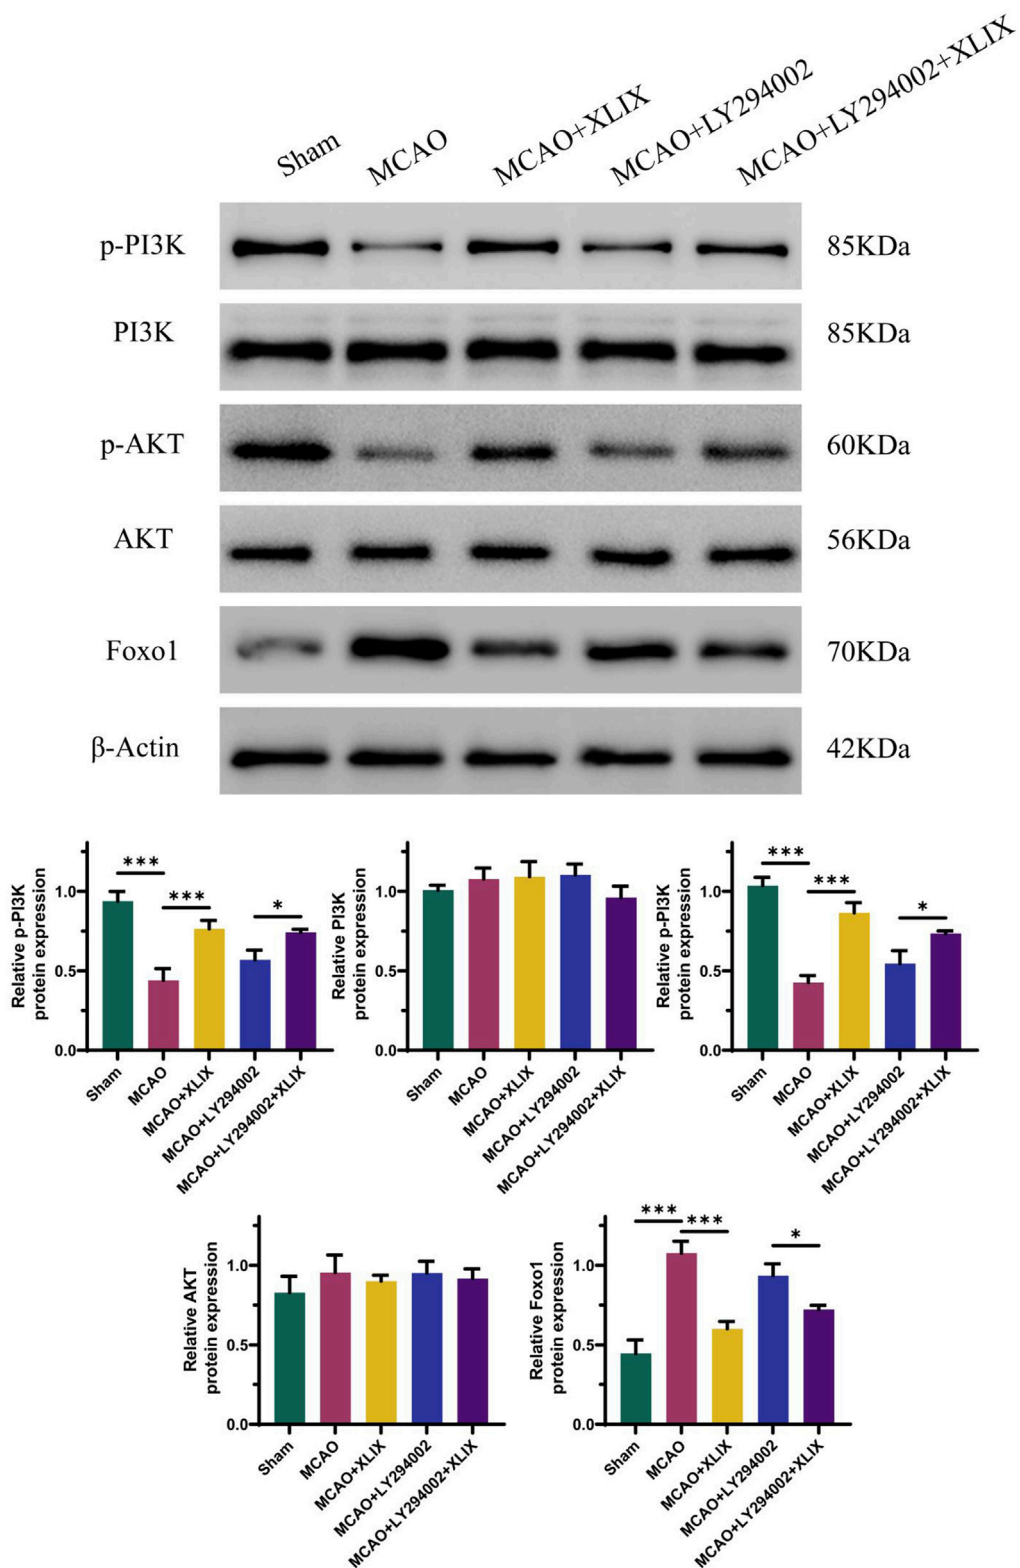 Sham
MCAO
MCAO+XLIX
MCAO+LY294002
MCAO+LY294002+XLIX
p-PI3K 85KDa
PI3K 85KDa
p-AKT 60KDa
AKT 56KDa
Foxo1 70KDa
β-Actin 42KDa
Relative p-PI3K
protein expression
1.0
0.5
0.0
***
***
*
Sham
MCAO
MCAO+XLIX
MCAO+LY294002
MCAO+LY294002+XLIX
Relative PI3K
protein expression
1.0
0.5
0.0
Sham
MCAO
MCAO+XLIX
MCAO+LY294002
MCAO+LY294002+XLIX
Relative p-PI3K
protein expression
1.0
0.5
0.0
***
***
*
Sham
MCAO
MCAO+XLIX
MCAO+LY294002
MCAO+LY294002+XLIX
Relative AKT
protein expression
1.0
0.5
0.0
Sham
MCAO
MCAO+XLIX
MCAO+LY294002
MCAO+LY294002+XLIX
Relative Foxo1
protein expression
1.0
0.5
0.0
***
***
*
Sham
MCAO
MCAO+XLIX
MCAO+LY294002
MCAO+LY294002+XLIX